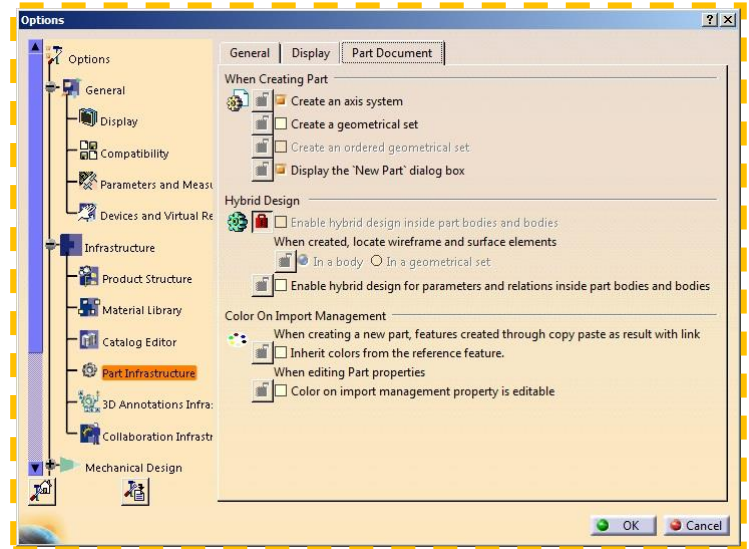 Options
Options
General
Display
Compatibility
Parameters and Measu
Devices and Virtual Re
Infrastructure
Product Structure
Material Library
Catalog Editor
Part Infrastructure
3D Annotations Infra
Collaboration Infrastr
Mechanical Design
General Display Part Document
When Creating Part
Create an axis system
Create a geometrical set
Create an ordered geometrical set
Display the `New Part` dialog box
Hybrid Design
Enable hybrid design inside part bodies and bodies
When created, locate wireframe and surface elements
In a body In a geometrical set
Enable hybrid design for parameters and relations inside part bodies and bodies
Color On Import Management
When creating a new part, features created through copy paste as result with link
Inherit colors from the reference feature.
When editing Part properties
Color on import management property is editable
OK Cancel